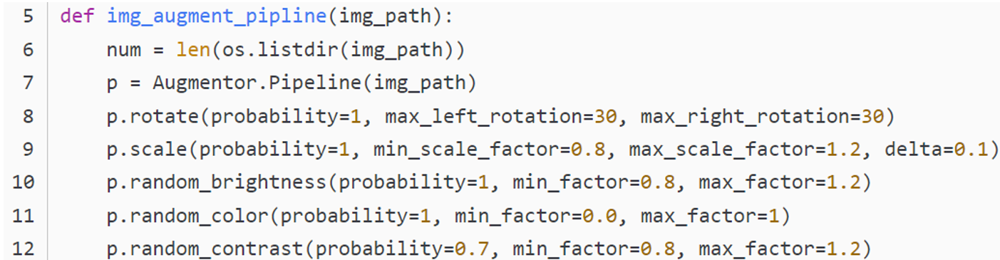 5 def img_augment_pipline(img_path):
6     num = len(os.listdir(img_path))
7     p = Augmentor.Pipeline(img_path)
8     p.rotate(probability=1, max_left_rotation=30, max_right_rotation=30)
9     p.scale(probability=1, min_scale_factor=0.8, max_scale_factor=1.2, delta=0.1)
10     p.random_brightness(probability=1, min_factor=0.8, max_factor=1.2)
11     p.random_color(probability=1, min_factor=0.0, max_factor=1)
12     p.random_contrast(probability=0.7, min_factor=0.8, max_factor=1.2)